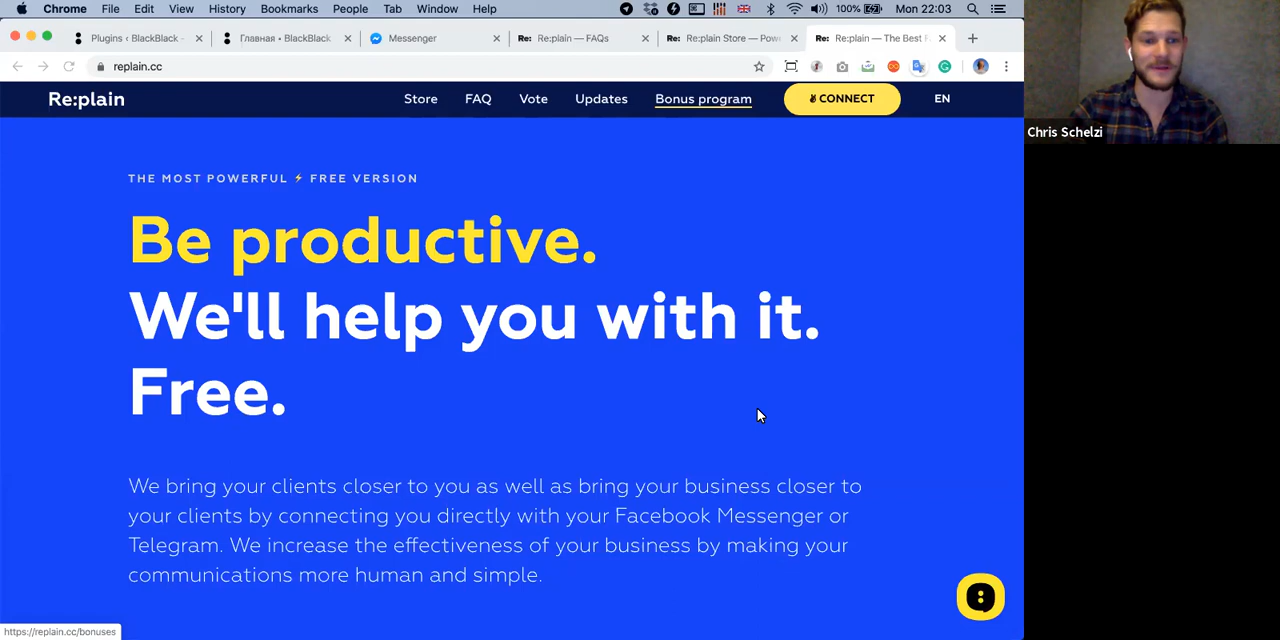 Chrome File Edit View History Bookmarks People Tab Window Help 100% Mon 22:03
Plugins ‹ BlackBlack - Главная • BlackBlack Messenger Re: Re:plain — FAQs Re: Re:plain Store — Pow Re: Re:plain — The Best
replain.cc
Re:plain Store FAQ Vote Updates Bonus program CONNECT EN
Chris Schelzi
THE MOST POWERFUL ⚡ FREE VERSION
Be productive.
We'll help you with it.
Free.
We bring your clients closer to you as well as bring your business closer to
your clients by connecting you directly with your Facebook Messenger or
Telegram. We increase the effectiveness of your business by making your
communications more human and simple.
https://replain.cc/bonuses